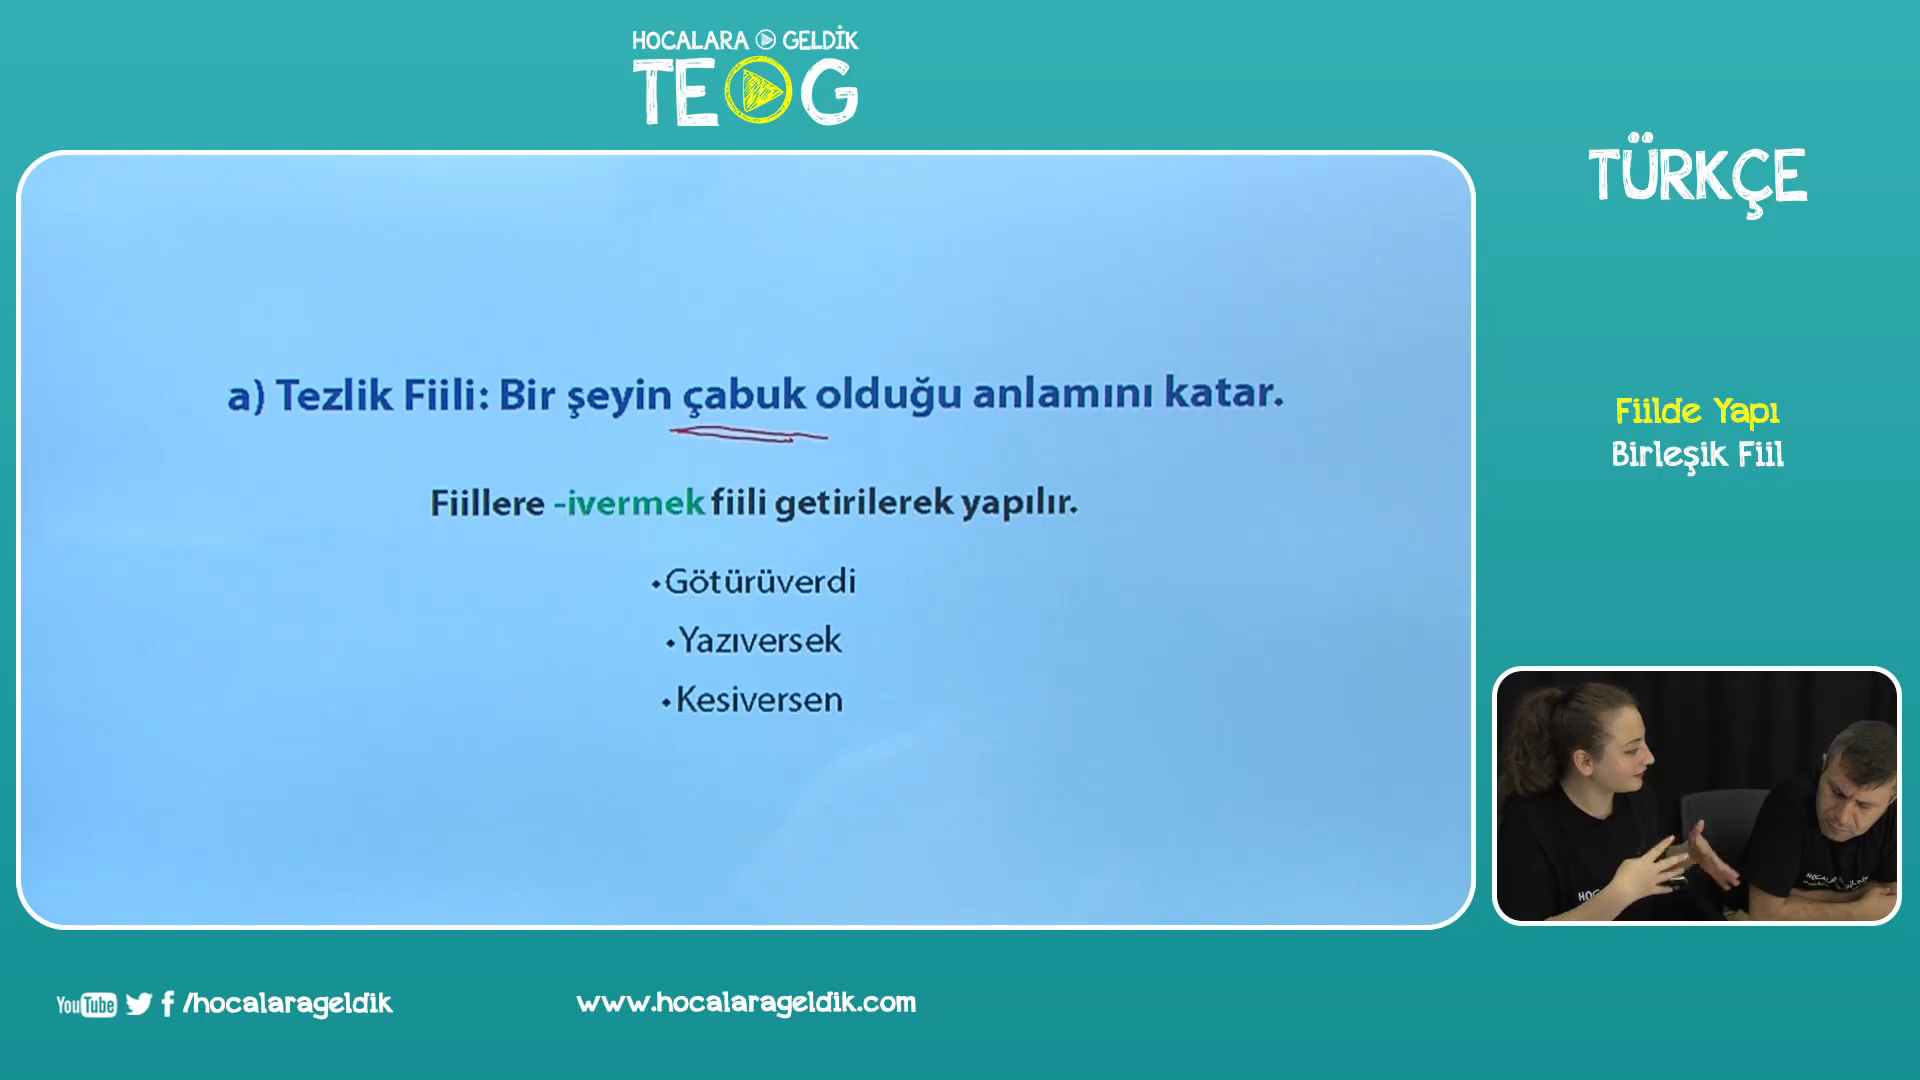 HOCALARA GELDİK
TEOG
TÜRKÇE
a) Tezlik Fiili: Bir şeyin çabuk olduğu anlamını katar.
Fiillere -ivermek fiili getirilerek yapılır.
•Götürüverdi
•Yazıversek
•Kesiversen
Fiilde Yapı
Birleşik Fiil
YouTube f /hocalarageldik
www.hocalarageldik.com